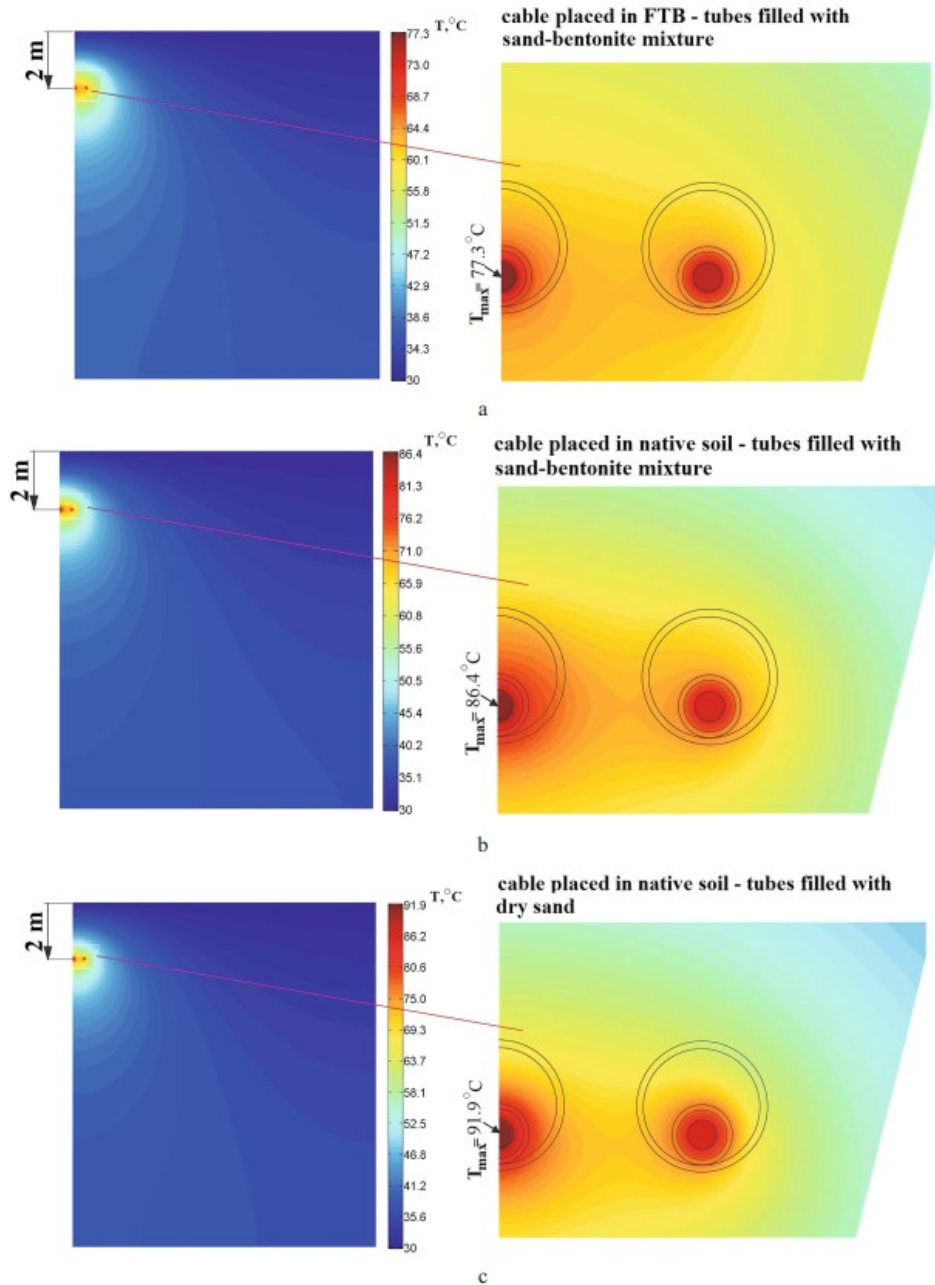 T,°C
2 m
77.3
73.0
68.7
64.4
60.1
55.8
51.5
47.2
42.9
38.6
34.3
30
cable placed in FTB - tubes filled with
sand-bentonite mixture
Tmax= 77.3°C
a
T,°C
2 m
86.4
81.3
76.2
71.0
65.9
60.8
55.6
50.5
45.4
40.2
35.1
30
cable placed in native soil - tubes filled with
sand-bentonite mixture
Tmax= 86.4°C
b
T,°C
2 m
91.9
86.2
80.6
75.0
69.3
63.7
58.1
52.5
46.8
41.2
35.6
30
cable placed in native soil - tubes filled with
dry sand
Tmax= 91.9°C
c